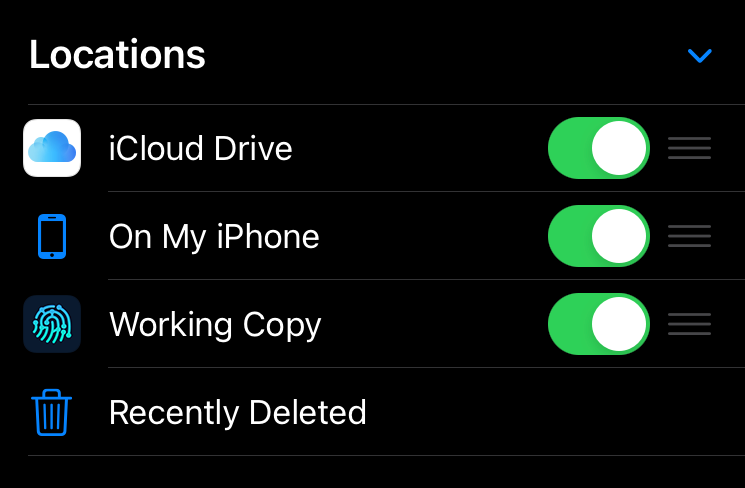 Locations
iCloud Drive
On My iPhone
Working Copy
Recently Deleted